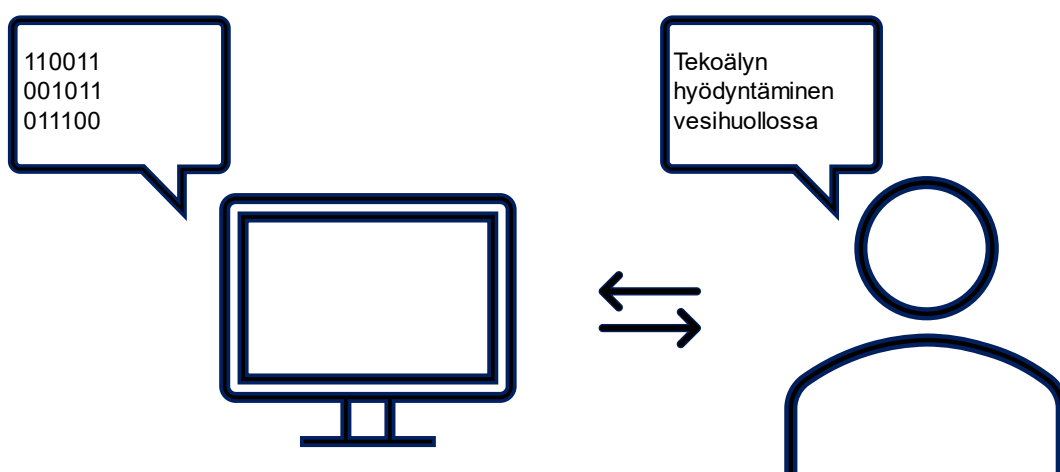 110011
001011
011100
Tekoälyn
hyödyntäminen
vesihuollossa